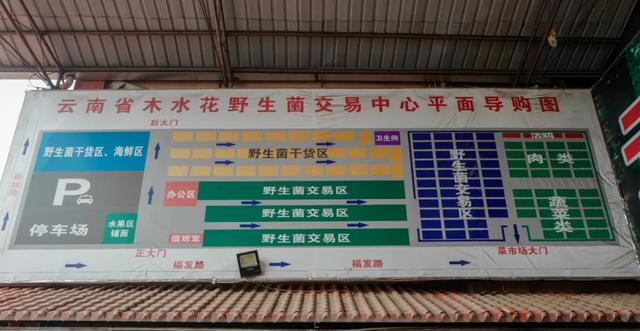 云南省木水花野生菌交易中心平面导购图
后大门
野生菌干货区、海鲜区
野生菌干货区
卫生间
活鸡
肉 类
野生菌交易区
蔬菜类
P
停车场
水果区
铺面
办公区
野生菌交易区
野生菌交易区
值班室
野生菌交易区
正大门
菜市场大门
福发路
福发路